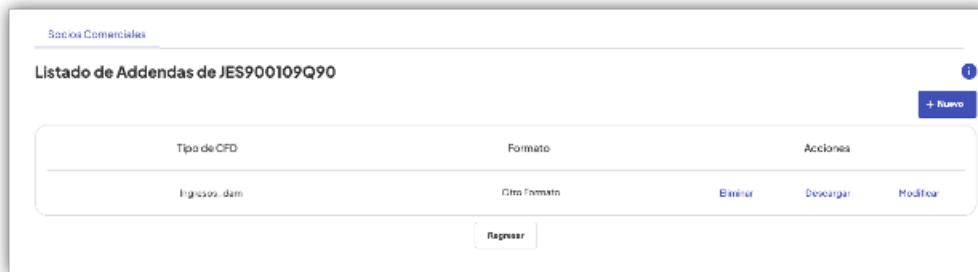 Socios Comerciales
Listado de Addendas de JES900109Q90
i
+ Nuevo
Tipo de CFD Formato Acciones
Ingresos_dam Otro Formato Eliminar Descargar Modificar
Regresar